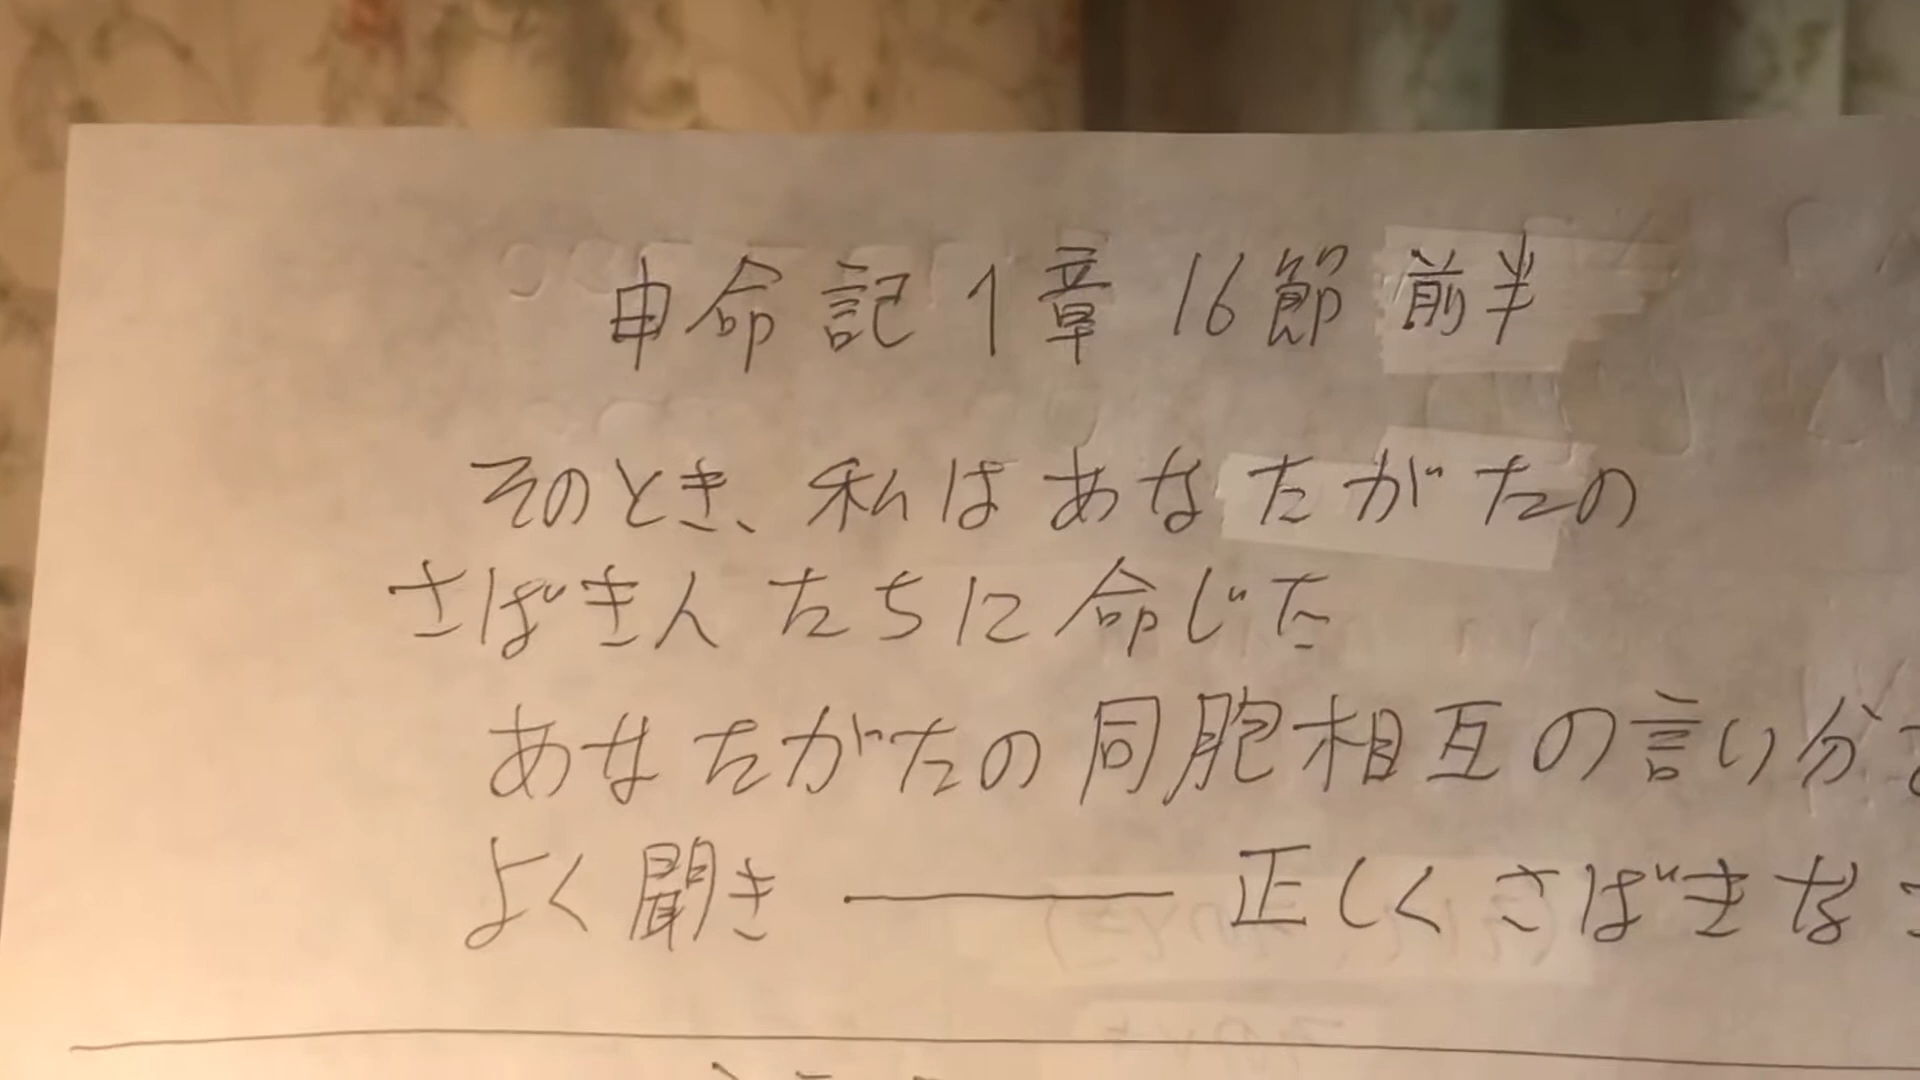 申命記1章16節前半
そのとき、私はあなたがたの
さばき人たちに命じた
あなたがたの同胞相互の言い分
よく聞き ―― 正しくさばきな